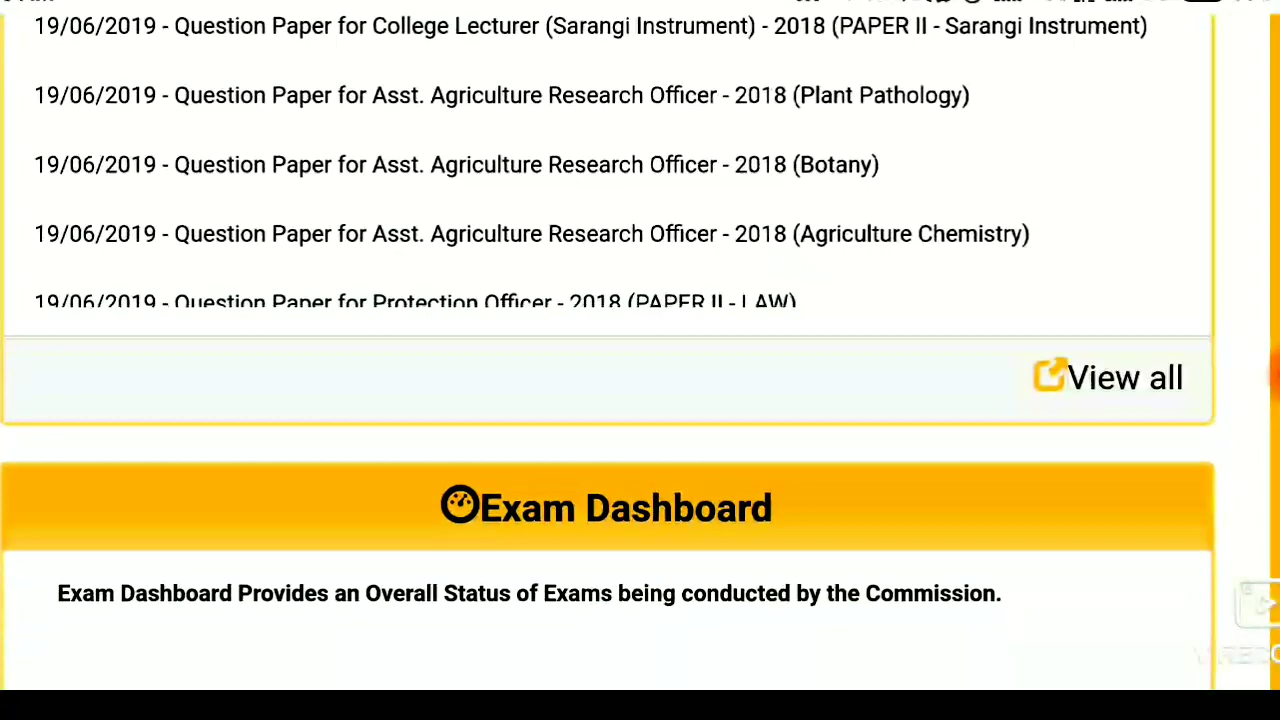 19/06/2019 - Question Paper for College Lecturer (Sarangi Instrument) - 2018 (PAPER II - Sarangi Instrument)
19/06/2019 - Question Paper for Asst. Agriculture Research Officer - 2018 (Plant Pathology)
19/06/2019 - Question Paper for Asst. Agriculture Research Officer - 2018 (Botany)
19/06/2019 - Question Paper for Asst. Agriculture Research Officer - 2018 (Agriculture Chemistry)
19/06/2019 - Question Paper for Protection Officer - 2018 (PAPER II - LAW)
View all
Exam Dashboard
Exam Dashboard Provides an Overall Status of Exams being conducted by the Commission.